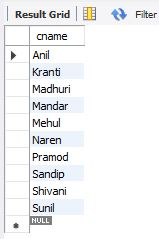 Result Grid Filter
cname
Anil
Kranti
Madhuri
Mandar
Mehul
Naren
Pramod
Sandip
Shivani
Sunil
NULL